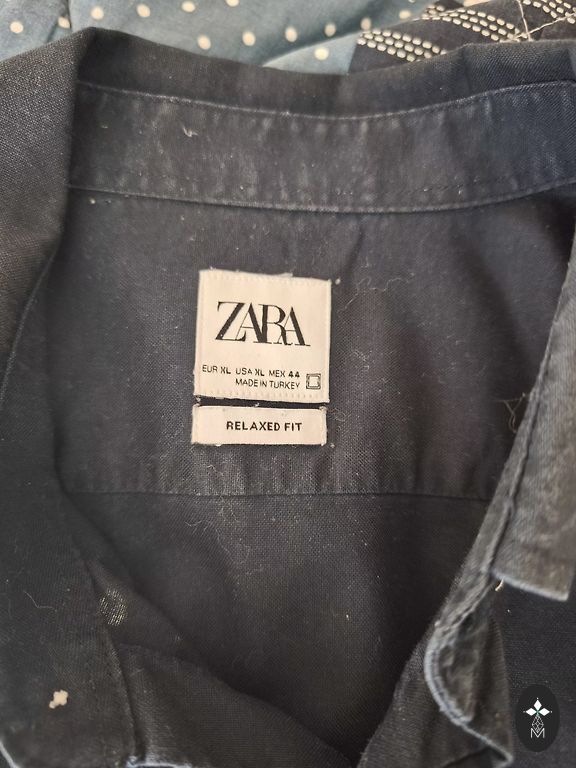 ZARA
EUR XL USA XL MEX 44
MADE IN TURKEY
RELAXED FIT
M